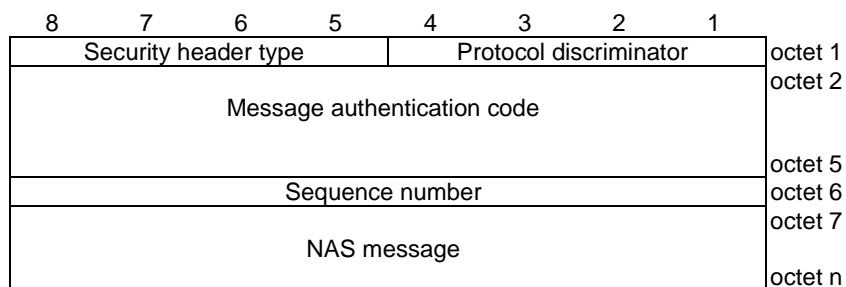 8 7 6 5 4 3 2 1
Security header type Protocol discriminator octet 1
octet 2
Message authentication code
octet 5
Sequence number octet 6
octet 7
NAS message
octet n